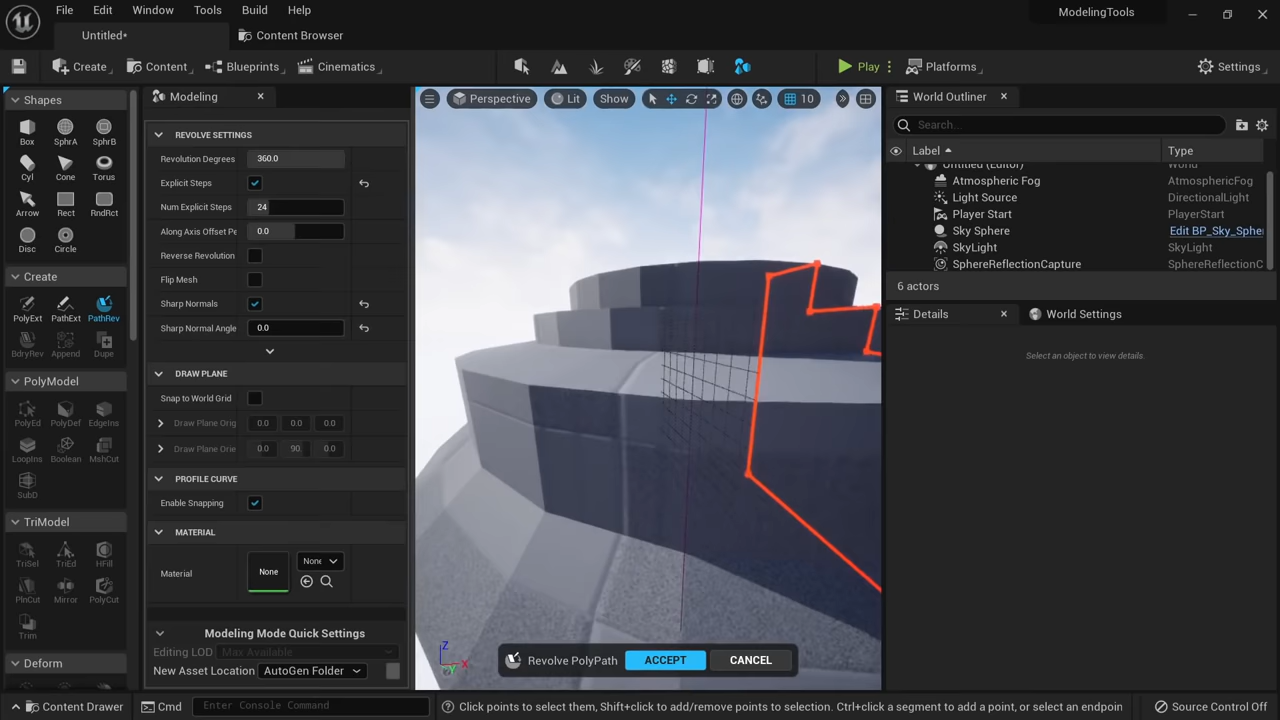 File Edit Window Tools Build Help ModelingTools
Untitled* Content Browser
Create Content Blueprints Cinematics Play Platforms Settings
Shapes
Box SphrA SphrB
Cyl Cone Torus
Arrow Rect RndRct
Disc Circle
Create
PolyExt PathExt PathRev
BdryRev Append Dupe
PolyModel
PolyEd PolyDef EdgeIns
LoopIns Boolean MshCut
SubD
TriModel
TriSel TriEd HFill
PlnCut Mirror PolyCut
Trim
Deform
Modeling
REVOLVE SETTINGS
Revolution Degrees 360.0
Explicit Steps
Num Explicit Steps 24
Along Axis Offset Pe 0.0
Reverse Revolution
Flip Mesh
Sharp Normals
Sharp Normal Angle 0.0
DRAW PLANE
Snap to World Grid
Draw Plane Orig 0.0 0.0 0.0
Draw Plane Orie 0.0 90. 0.0
PROFILE CURVE
Enable Snapping
MATERIAL
Material None None
Modeling Mode Quick Settings
Editing LOD Max Available
New Asset Location AutoGen Folder
Perspective Lit Show 10
Z X Y
Revolve PolyPath ACCEPT CANCEL
World Outliner
Search...
Label Type
Untitled (Editor) World
Atmospheric Fog AtmosphericFog
Light Source DirectionalLight
Player Start PlayerStart
Sky Sphere Edit BP_Sky_Sphe
SkyLight SkyLight
SphereReflectionCapture SphereReflectionC
6 actors
Details World Settings
Select an object to view details.
Content Drawer Cmd Enter Console Command Click points to select them, Shift+click to add/remove points to selection. Ctrl+click a segment to add a point, or select an endpoin Source Control Off